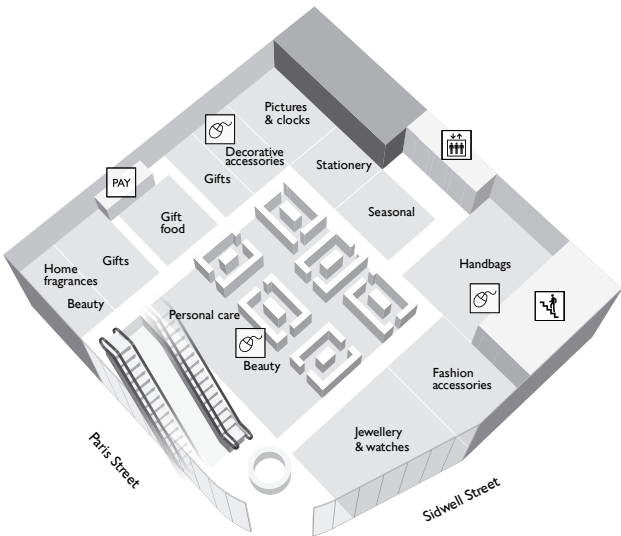 Pictures
& clocks
Decorative
accessories
Gifts
Stationery
PAY
Gift
food
Seasonal
Gifts
Home
fragrances
Beauty
Handbags
Personal care
Beauty
Fashion
accessories
Jewellery
& watches
Paris Street
Sidwell Street